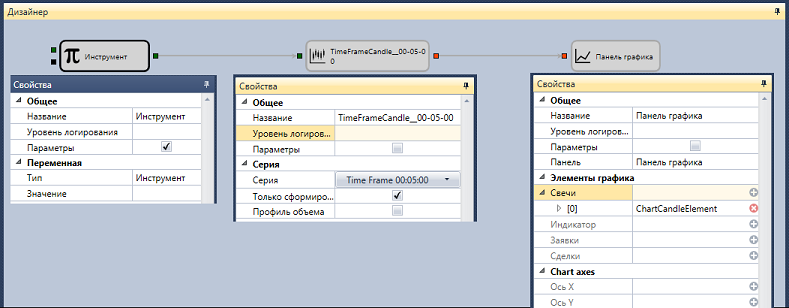 Дизайнер
Инструмент
TimeFrameCandle__00-05-0
0
Панель графика
Свойства
Общее
Название Инструмент
Уровень логирования
Параметры
Переменная
Тип Инструмент
Значение
Свойства
Общее
Название TimeFrameCandle__00-05-00
Уровень логиров...
Параметры
Серия
Серия Time Frame 00:05:00
Только сформиро...
Профиль объема
Свойства
Общее
Название Панель графика
Уровень логиров...
Параметры
Панель Панель графика
Элементы графика
Свечи
[0] ChartCandleElement
Индикатор
Заявки
Сделки
Chart axes
Ось X
Ось Y